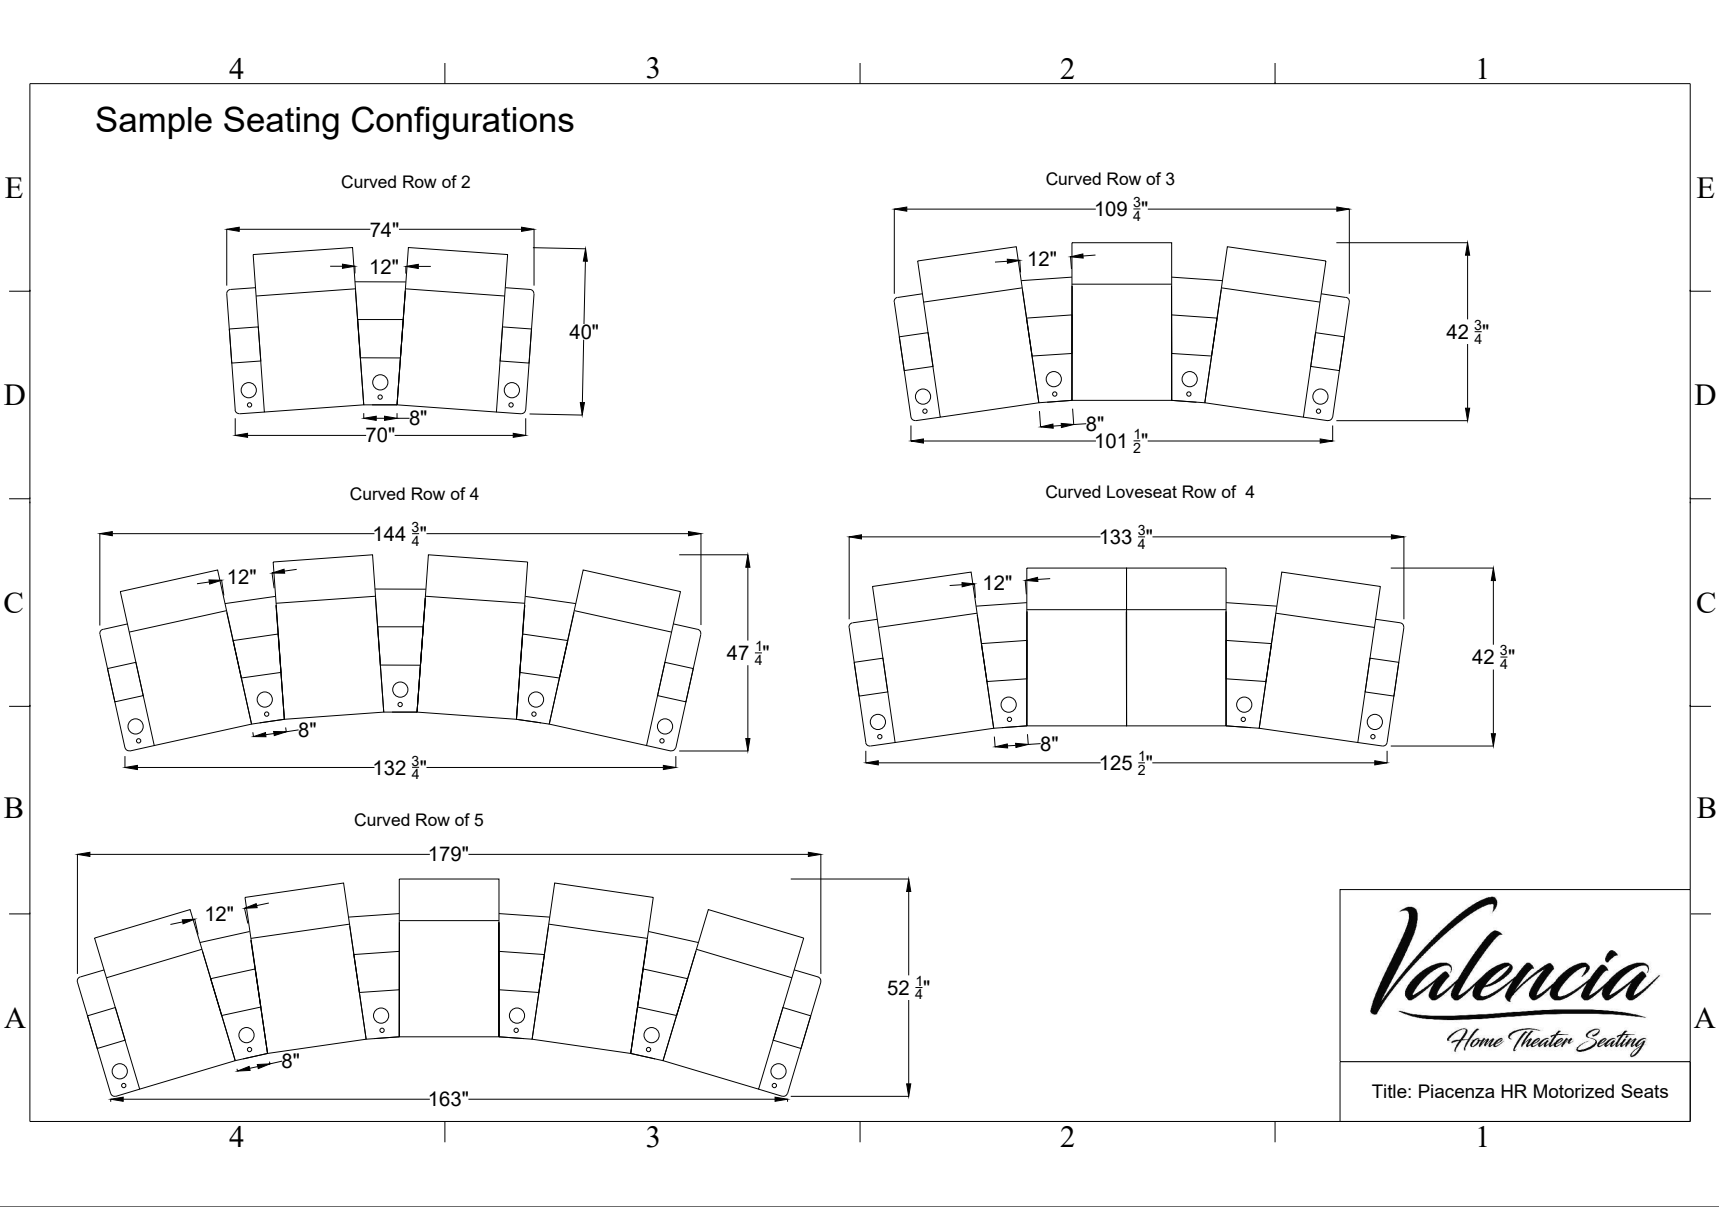 4 3 2 1
Sample Seating Configurations
E E
Curved Row of 2
74"
12"
40"
8"
70"
Curved Row of 3
109 3/4"
12"
42 3/4"
8"
101 1/2"
D D
Curved Row of 4
144 3/4"
12"
47 1/4"
8"
132 3/4"
Curved Loveseat Row of 4
133 3/4"
12"
42 3/4"
8"
125 1/2"
C C
B B
Curved Row of 5
179"
12"
52 1/4"
8"
163"
A A
Valencia
Home Theater Seating
Title: Piacenza HR Motorized Seats
4 3 2 1